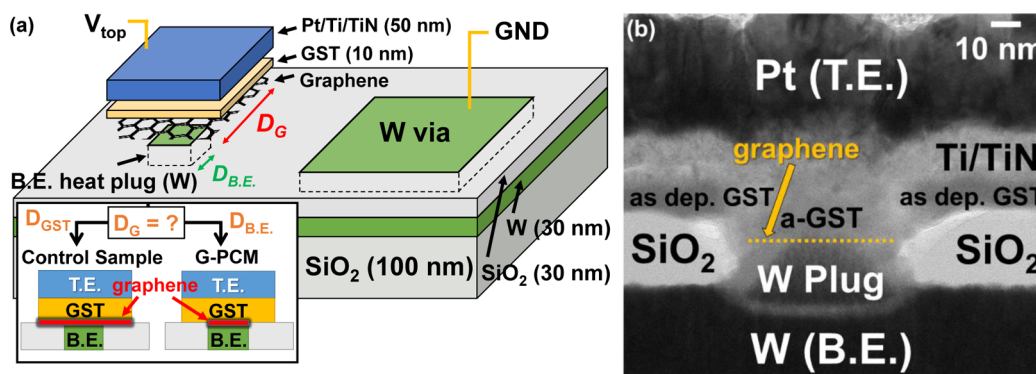 (a)
V_top
Pt/Ti/TiN (50 nm)
GST (10 nm)
Graphene
GND
D_G
W via
D_B.E.
B.E. heat plug (W)
W (30 nm)
SiO₂ (30 nm)
SiO₂ (100 nm)
D_GST
D_G = ?
D_B.E.
Control Sample
G-PCM
T.E.
graphene
T.E.
GST
GST
B.E.
B.E.
(b)
10 nm
Pt (T.E.)
graphene
Ti/TiN
as dep. GST
a-GST
as dep. GST
SiO₂
SiO₂
W Plug
W (B.E.)